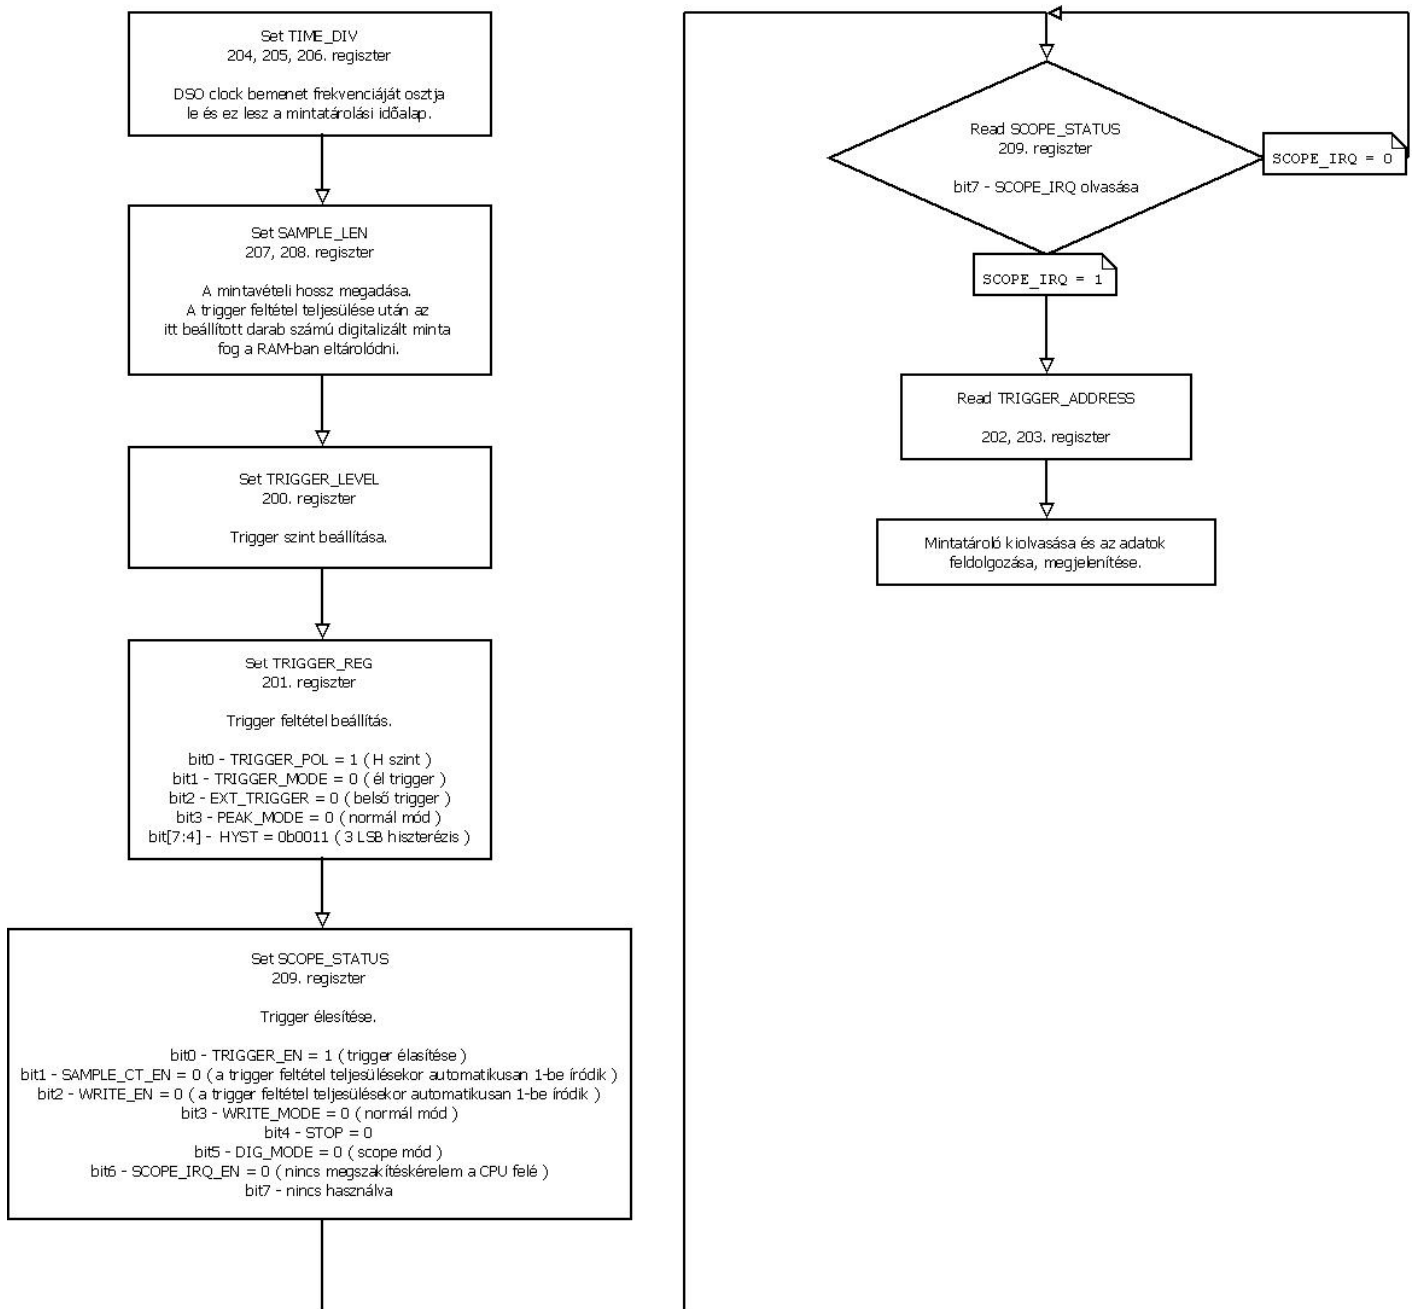 Set TIME_DIV
204, 205, 206. regiszter
DSO clock bemenet frekvenciáját osztja
le és ez lesz a mintatárolási időalap.
Set SAMPLE_LEN
207, 208. regiszter
A mintavételi hossz megadása.
A trigger feltétel teljesülése után az
itt beállított darab számú digitalizált minta
fog a RAM-ban eltárolódni.
Set TRIGGER_LEVEL
200. regiszter
Trigger szint beállítása.
Set TRIGGER_REG
201. regiszter
Trigger feltétel beállítás.
bit0 - TRIGGER_POL = 1 ( H szint )
bit1 - TRIGGER_MODE = 0 ( él trigger )
bit2 - EXT_TRIGGER = 0 ( belső trigger )
bit3 - PEAK_MODE = 0 ( normál mód )
bit[7:4] - HYST = 0b0011 ( 3 LSB hiszterézis )
Set SCOPE_STATUS
209. regiszter
Trigger élesítése.
bit0 - TRIGGER_EN = 1 ( trigger élasítése )
bit1 - SAMPLE_CT_EN = 0 ( a trigger feltétel teljesülésekor automatikusan 1-be íródik )
bit2 - WRITE_EN = 0 ( a trigger feltétel teljesülésekor automatikusan 1-be íródik )
bit3 - WRITE_MODE = 0 ( normál mód )
bit4 - STOP = 0
bit5 - DIG_MODE = 0 ( scope mód )
bit6 - SCOPE_IRQ_EN = 0 ( nincs megszakítéskérelem a CPU felé )
bit7 - nincs használva
Read SCOPE_STATUS
209. regiszter
bit7 - SCOPE_IRQ olvasása
SCOPE_IRQ = 0
SCOPE_IRQ = 1
Read TRIGGER_ADDRESS
202, 203. regiszter
Mintatároló kiolvasása és az adatok
feldolgozása, megjelenítése.